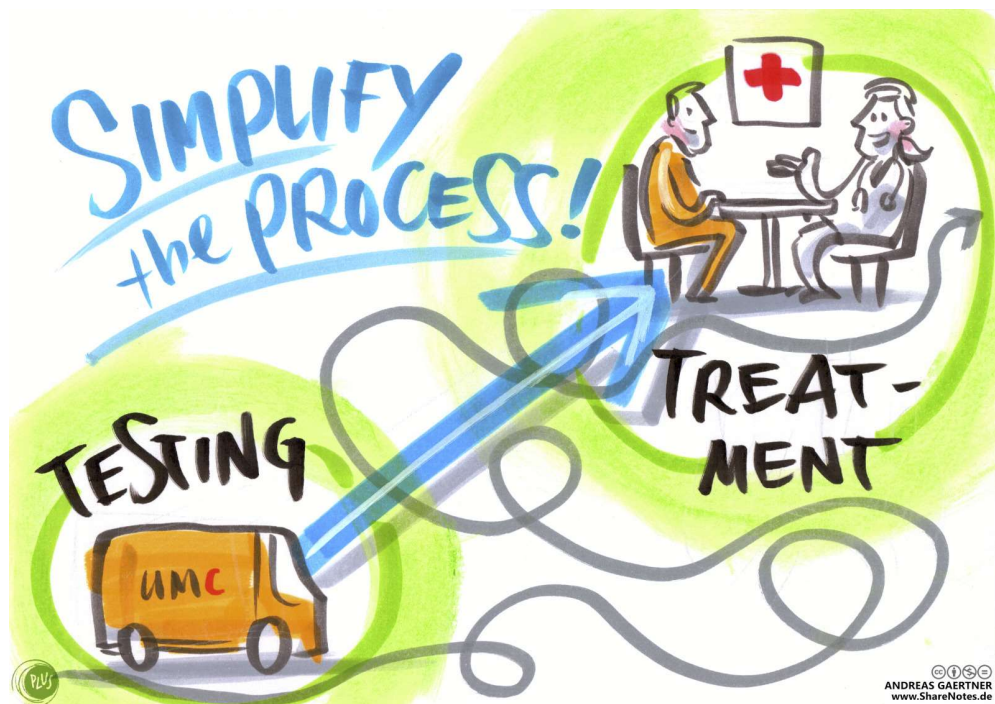 SIMPLIFY
the PROCESS!
TREAT-
MENT
TESTING
UMC
PLUS
ANDREAS GAERTNER
www.ShareNotes.de